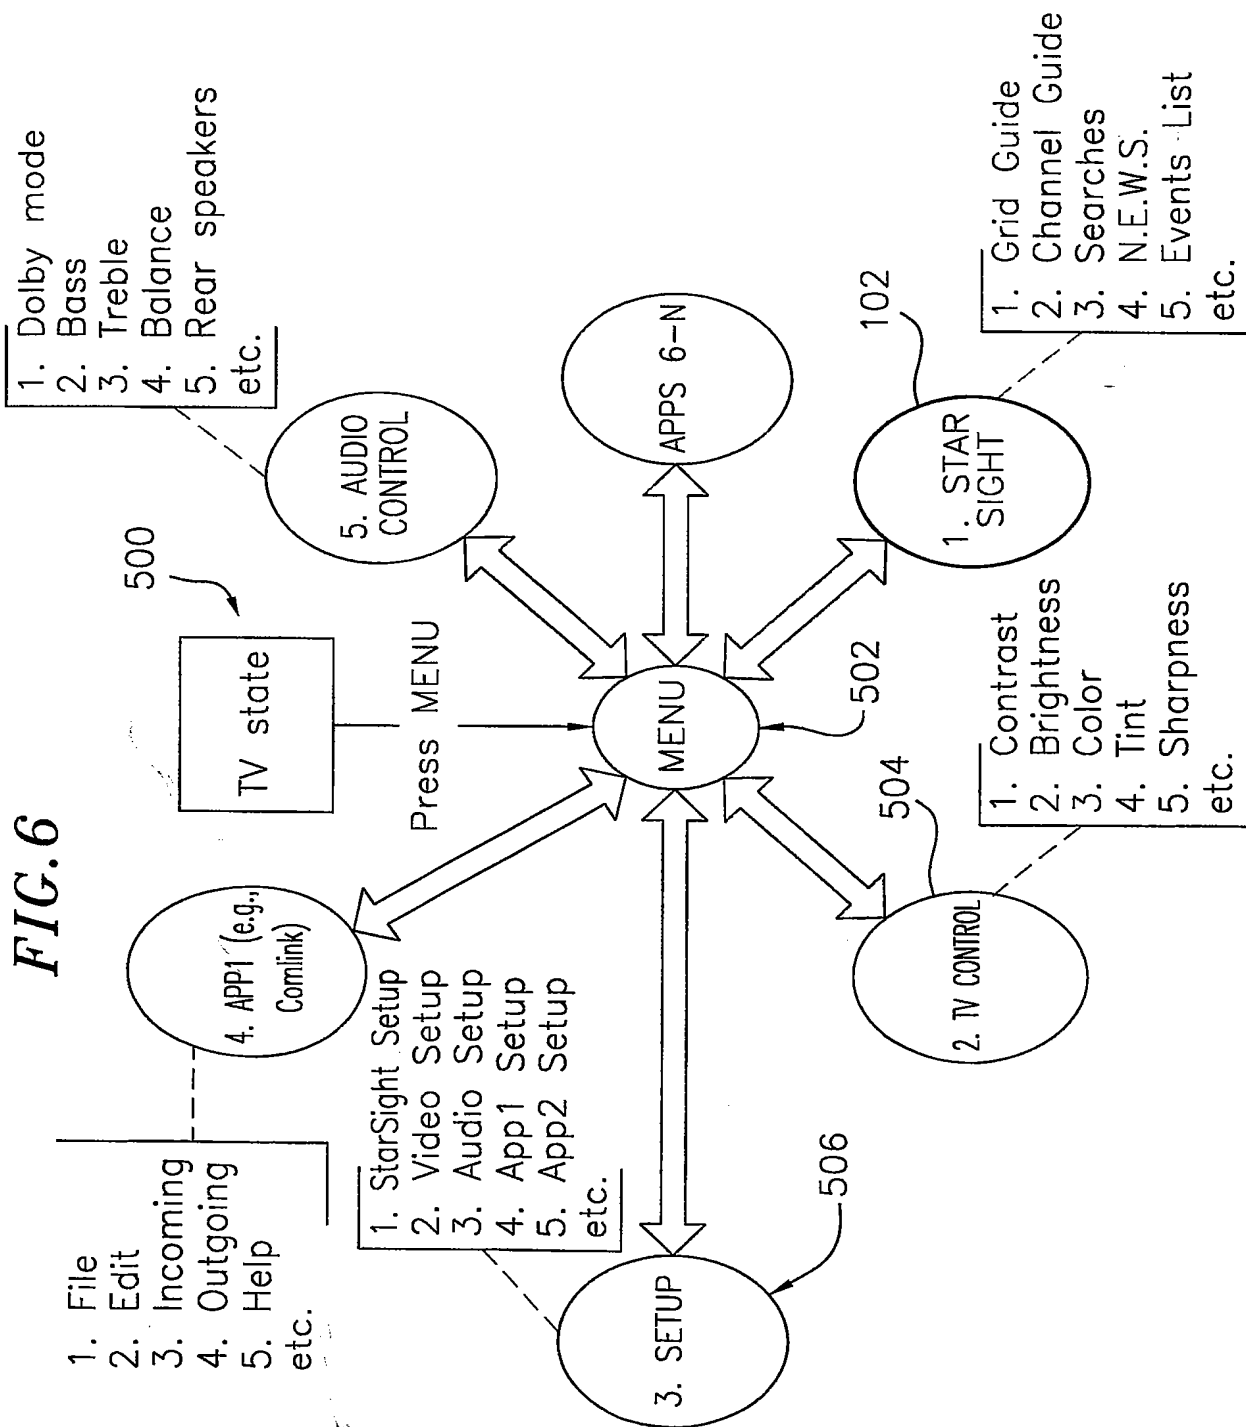 FIG.6
TV state
500
Press MENU
MENU
502
1. File
2. Edit
3. Incoming
4. Outgoing
5. Help
etc.
4. APP1 (e.g.,
Comlink)
1. Dolby mode
2. Bass
3. Treble
4. Balance
5. Rear speakers
etc.
5. AUDIO
CONTROL
1. StarSight Setup
2. Video Setup
3. Audio Setup
4. App1 Setup
5. App2 Setup
etc.
3. SETUP
506
APPS 6-N
504
2. TV CONTROL
1. Contrast
2. Brightness
3. Color
4. Tint
5. Sharpness
etc.
102
1. STAR
SIGHT
1. Grid Guide
2. Channel Guide
3. Searches
4. N.E.W.S.
5. Events List
etc.